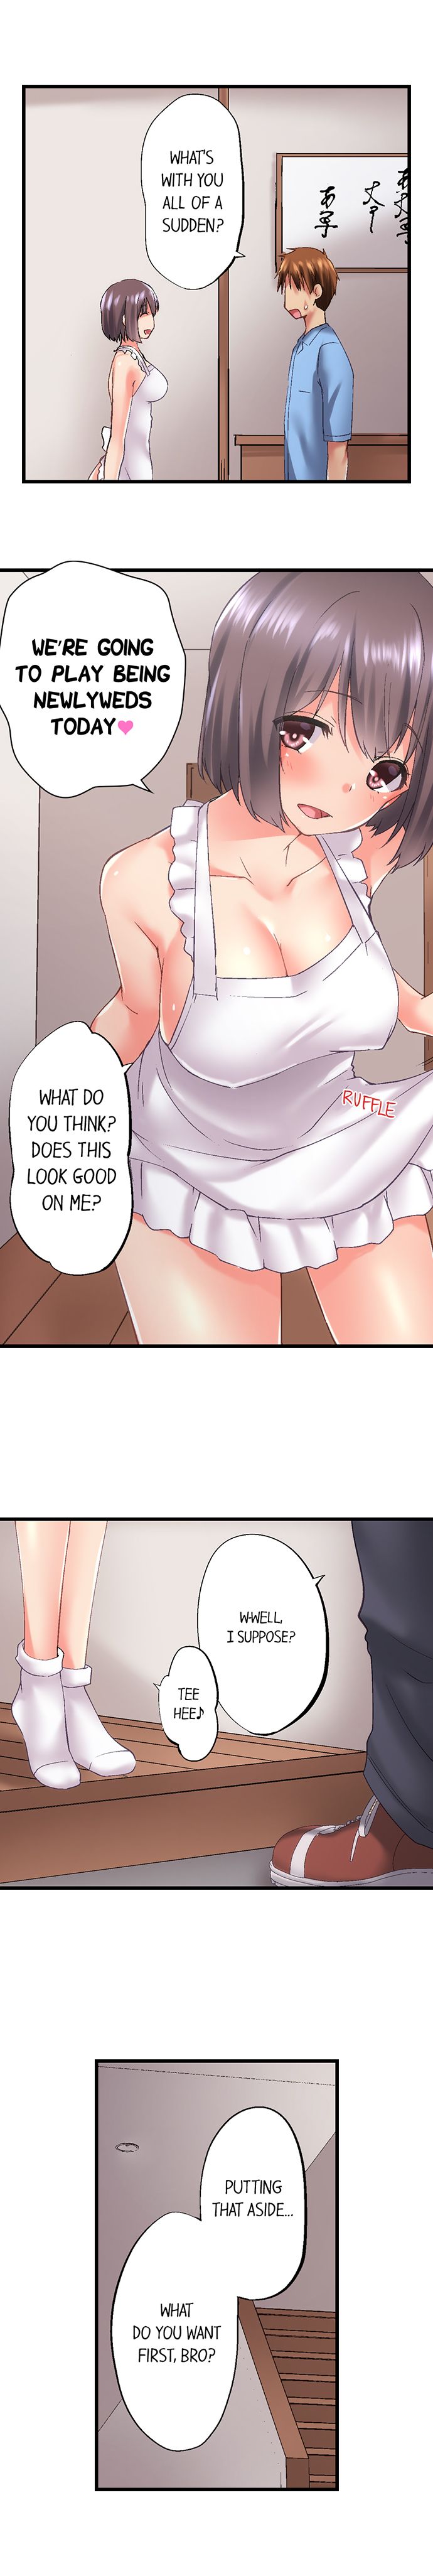 WHAT'S
WITH YOU
ALL OF A
SUDDEN?
WE'RE GOING
TO PLAY BEING
NEWLYWEDS
TODAY♥
RUFFLE
WHAT DO
YOU THINK?
DOES THIS
LOOK GOOD
ON ME?
W-WELL,
I SUPPOSE?
TEE
HEE♪
PUTTING
THAT ASIDE...
WHAT
DO YOU WANT
FIRST, BRO?